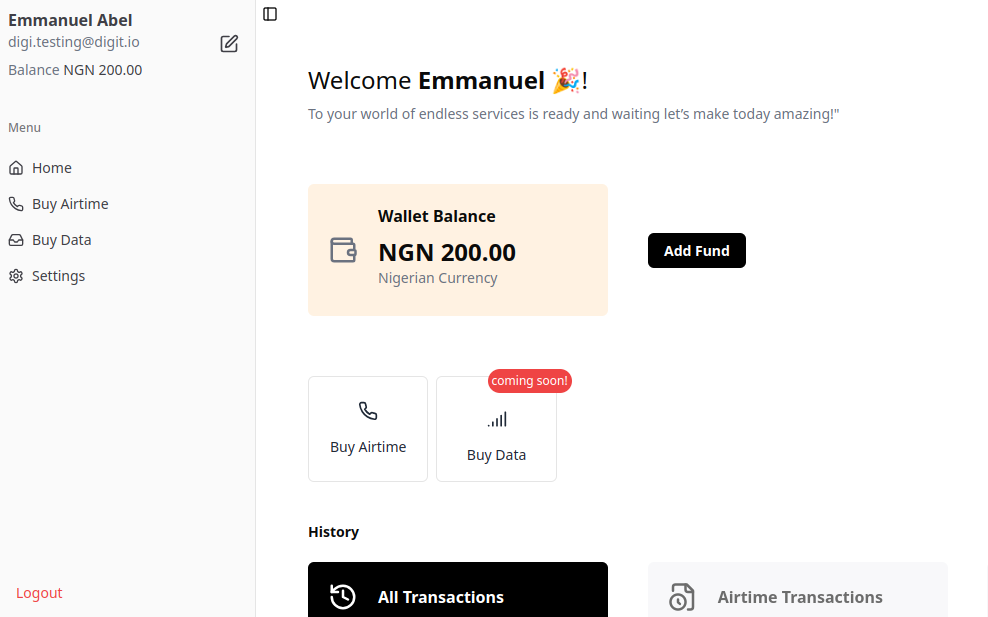 Emmanuel Abel
digi.testing@digit.io
Balance NGN 200.00
Menu
Home
Buy Airtime
Buy Data
Settings
Logout
Welcome Emmanuel 🎉!
To your world of endless services is ready and waiting let’s make today amazing!"
Wallet Balance
NGN 200.00
Nigerian Currency
Add Fund
Buy Airtime
coming soon!
Buy Data
History
All Transactions
Airtime Transactions